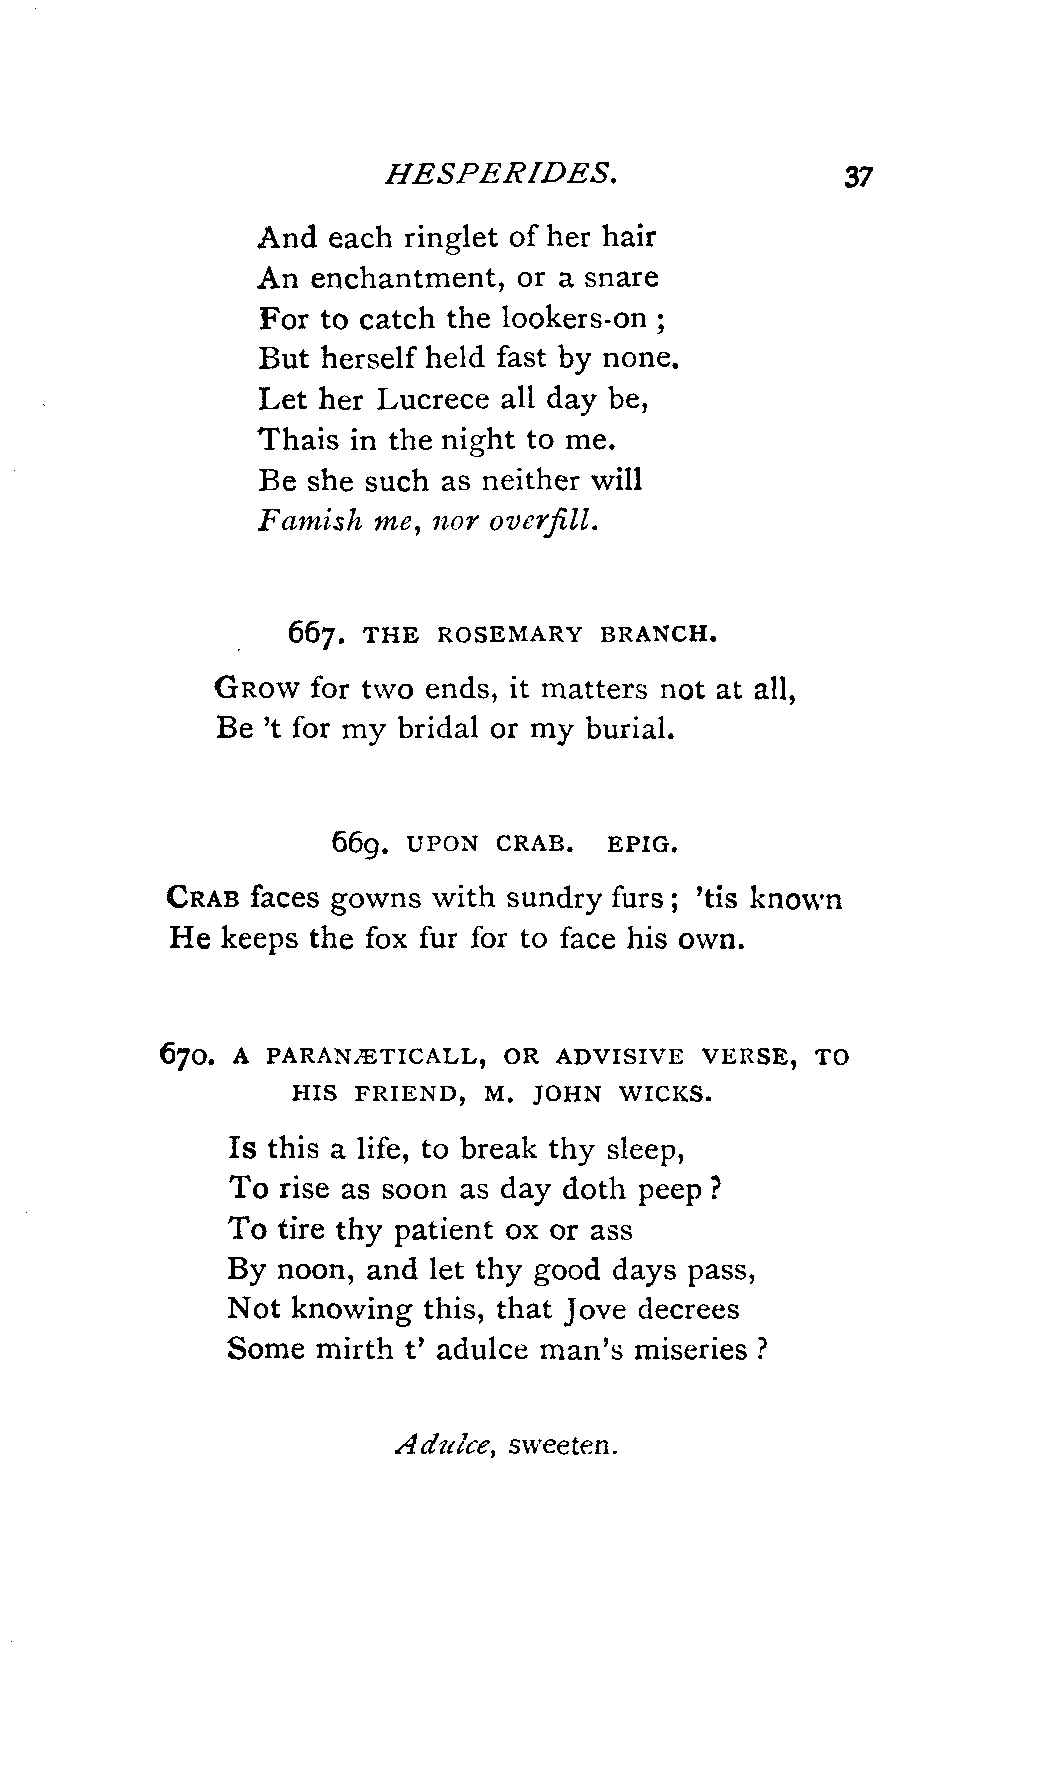 HESPERIDES. 37
And each ringlet of her hair
An enchantment, or a snare
For to catch the lookers-on ;
But herself held fast by none.
Let her Lucrece all day be,
Thais in the night to me.
Be she such as neither will
Famish me, nor overfill.
667. THE ROSEMARY BRANCH.
GROW for two ends, it matters not at all,
Be 't for my bridal or my burial.
669. UPON CRAB. EPIG.
CRAB faces gowns with sundry furs ; 'tis known
He keeps the fox fur for to face his own.
670. A PARANÆTICALL, OR ADVISIVE VERSE, TO
HIS FRIEND, M. JOHN WICKS.
Is this a life, to break thy sleep,
To rise as soon as day doth peep ?
To tire thy patient ox or ass
By noon, and let thy good days pass,
Not knowing this, that Jove decrees
Some mirth t' adulce man's miseries ?
Adulce, sweeten.